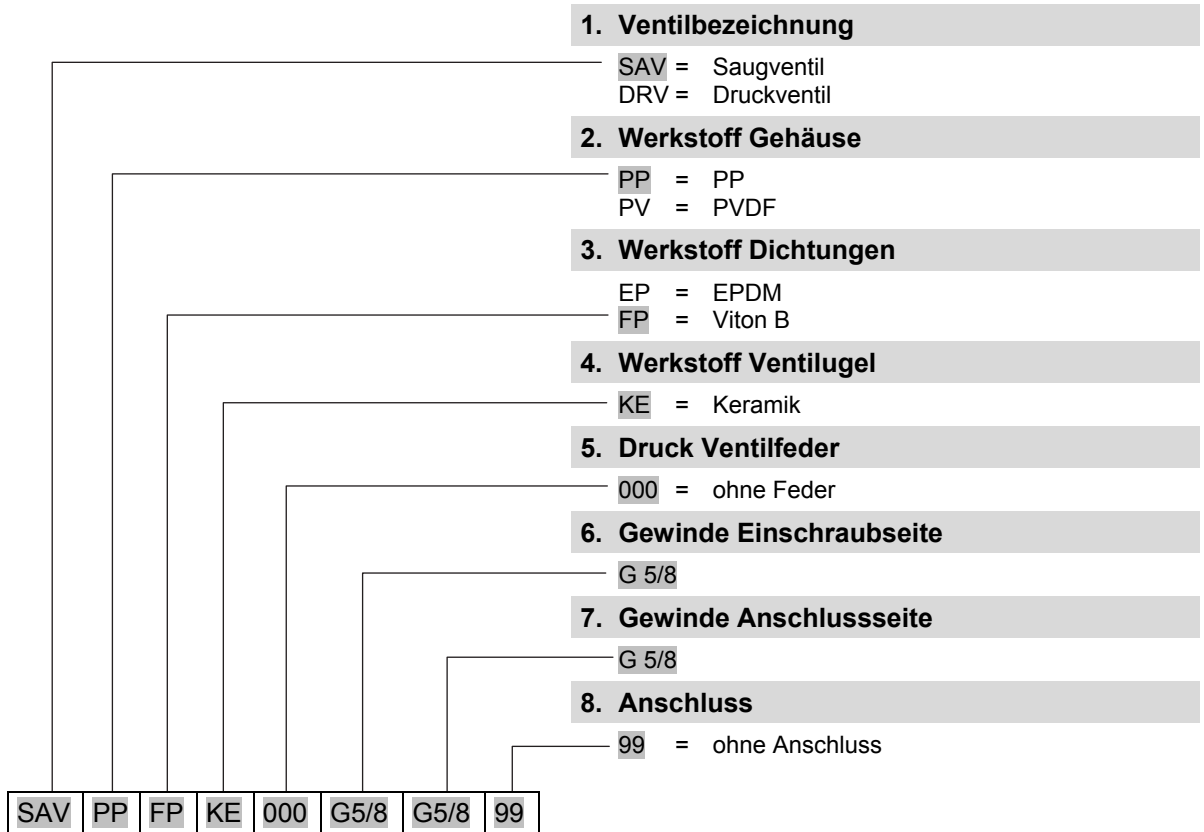 1. Ventilbezeichnung
SAV = Saugventil
DRV = Druckventil
2. Werkstoff Gehäuse
PP = PP
PV = PVDF
3. Werkstoff Dichtungen
EP = EPDM
FP = Viton B
4. Werkstoff Ventilugel
KE = Keramik
5. Druck Ventilfeder
000 = ohne Feder
6. Gewinde Einschraubseite
G 5/8
7. Gewinde Anschlussseite
G 5/8
8. Anschluss
99 = ohne Anschluss
SAV PP FP KE 000 G5/8 G5/8 99